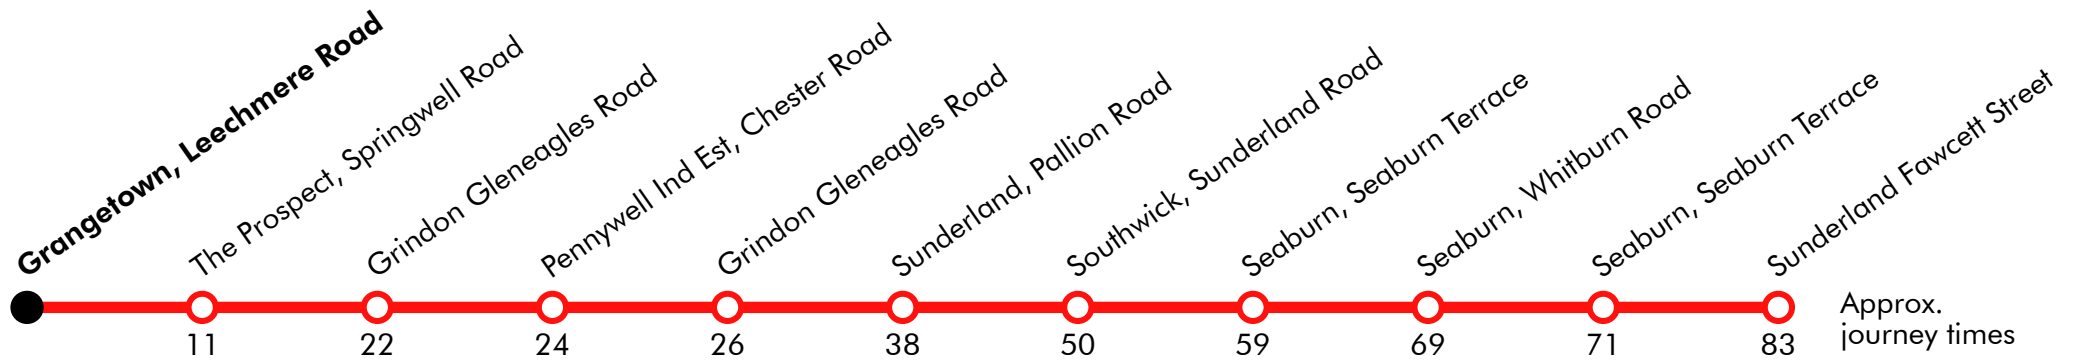 Grangetown, Leechmere Road
The Prospect, Springwell Road
Grindon Gleneagles Road
Pennywell Ind Est, Chester Road
Grindon Gleneagles Road
Sunderland, Pallion Road
Southwick, Sunderland Road
Seaburn, Seaburn Terrace
Seaburn, Whitburn Road
Seaburn, Seaburn Terrace
Sunderland Fawcett Street
11 22 24 26 38 50 59 69 71 83
Approx.
journey times